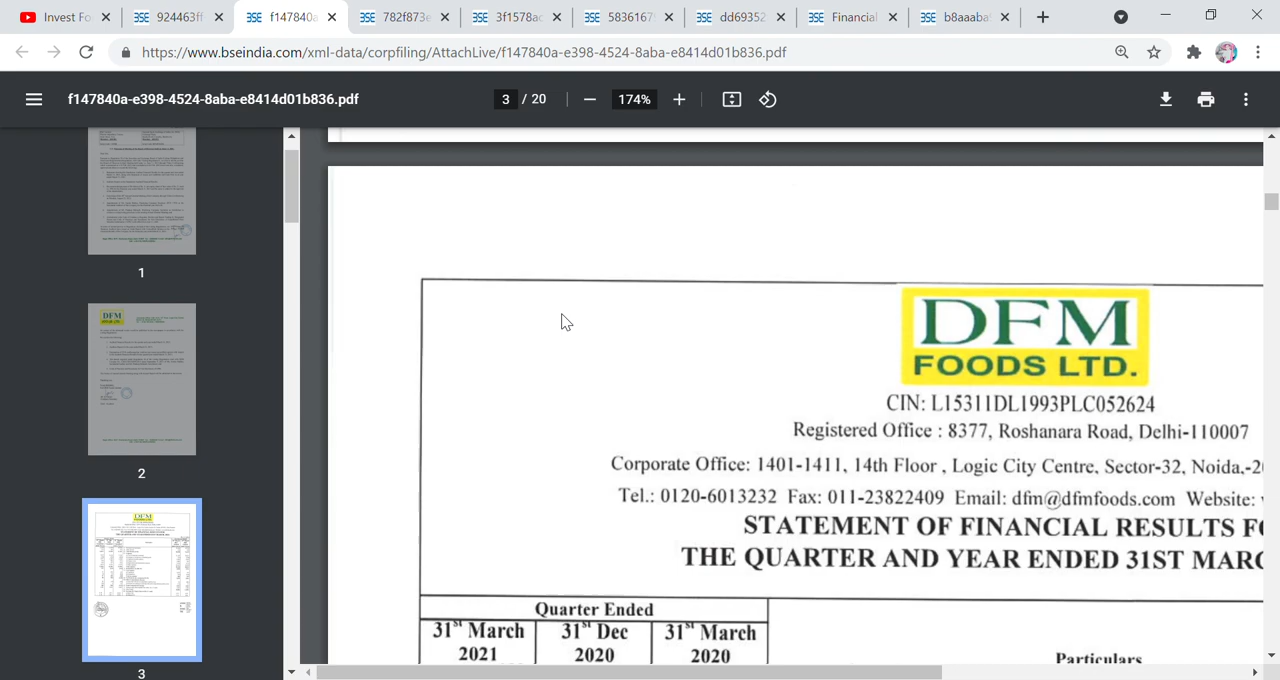 Invest Fo
924463ff
f147840a
782f873e
3f1578ac
5836167
dd69352
Financial
b8aaaba
https://www.bseindia.com/xml-data/corpfiling/AttachLive/f147840a-e398-4524-8aba-e8414d01b836.pdf
f147840a-e398-4524-8aba-e8414d01b836.pdf
3 / 20
174%
1
2
3
DFM
FOODS LTD.
CIN: L15311DL1993PLC052624
Registered Office : 8377, Roshanara Road, Delhi-110007
Corporate Office: 1401-1411, 14th Floor , Logic City Centre, Sector-32, Noida,-2
Tel.: 0120-6013232 Fax: 011-23822409 Email: dfm@dfmfoods.com Website:
STATEMENT OF FINANCIAL RESULTS FO
THE QUARTER AND YEAR ENDED 31ST MARC
Quarter Ended
31st March 2021
31st Dec 2020
31st March 2020
Particulars